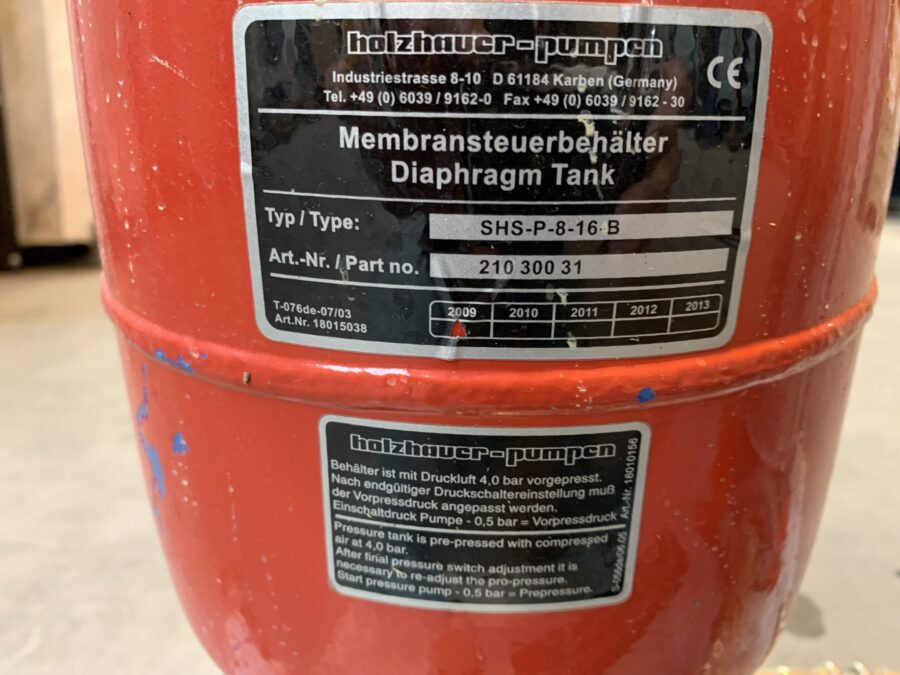 holzhauer-pumpen
Industriestrasse 8-10 D 61184 Karben (Germany)
Tel. +49 (0) 6039 / 9162-0 Fax +49 (0) 6039 / 9162 - 30
CE
Membransteuerbehälter
Diaphragm Tank
Typ / Type: SHS-P-8-16-B
Art.-Nr. / Part no. 210 300 31
T-076de-07/03
Art.Nr. 18015038
2009 2010 2011 2012 2013
holzhauer-pumpen
Behälter ist mit Druckluft 4,0 bar vorgepresst.
Nach endgültiger Druckschaltereinstellung muß
der Vorpressdruck angepasst werden.
Einschaltdruck Pumpe - 0,5 bar = Vorpressdruck
Pressure tank is pre-pressed with compressed
air at 4,0 bar.
After final pressure switch adjustment it is
necessary to re-adjust the pro-pressure.
Start pressure pump - 0,5 bar = Prepressure.
Art.-Nr. 18010156
S-056de/06.05